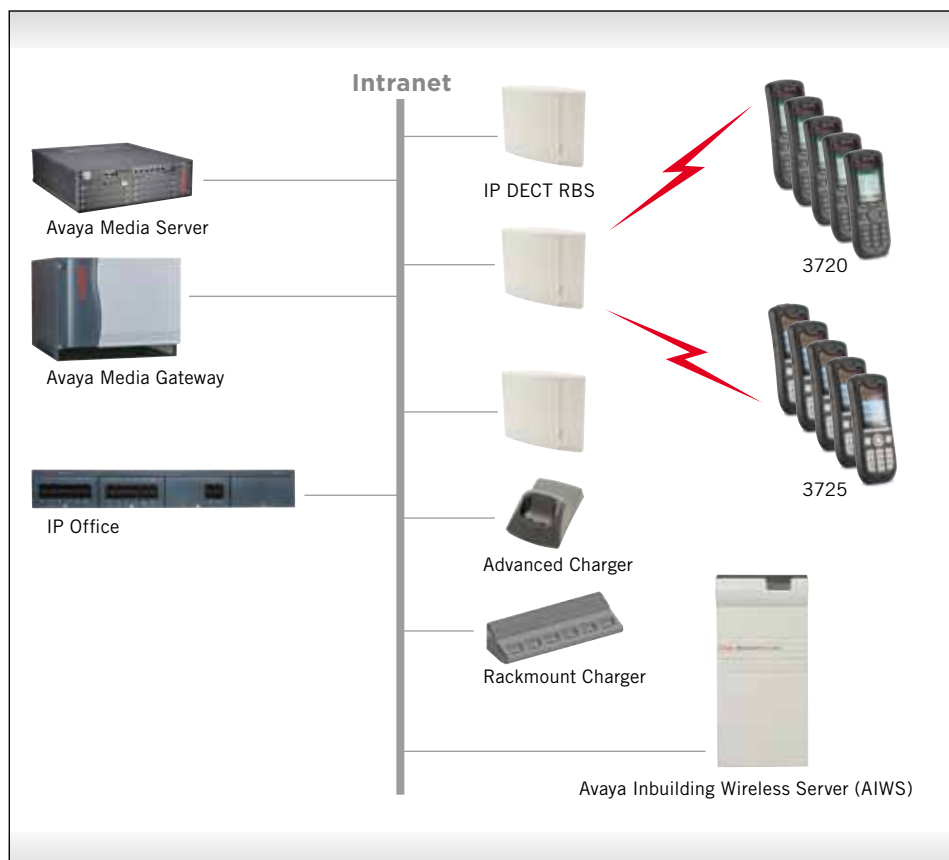 Intranet
IP DECT RBS
Avaya Media Server
3720
Avaya Media Gateway
3725
IP Office
Advanced Charger
Rackmount Charger
Avaya Inbuilding Wireless Server (AIWS)